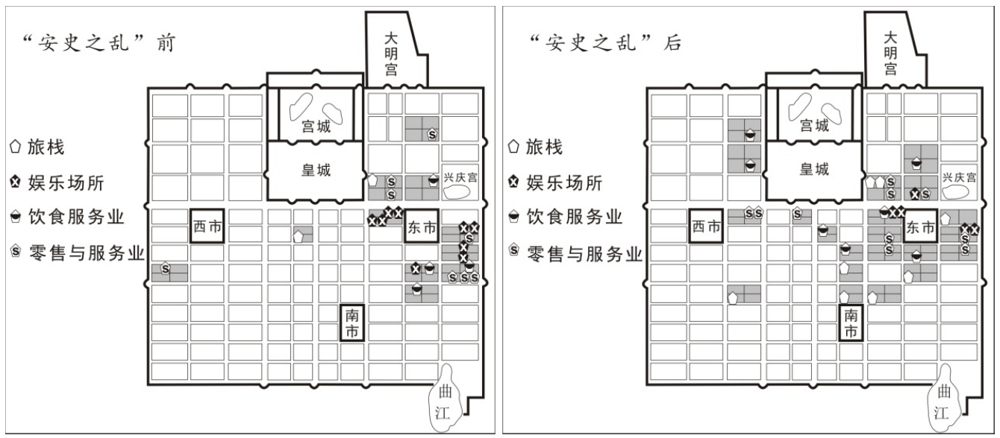 “安史之乱”前
大明宫
宫城
皇城
兴庆宫
旅栈
娱乐场所
饮食服务业
零售与服务业
西市
东市
南市
曲江
“安史之乱”后
大明宫
宫城
皇城
兴庆宫
旅栈
娱乐场所
饮食服务业
零售与服务业
西市
东市
南市
曲江